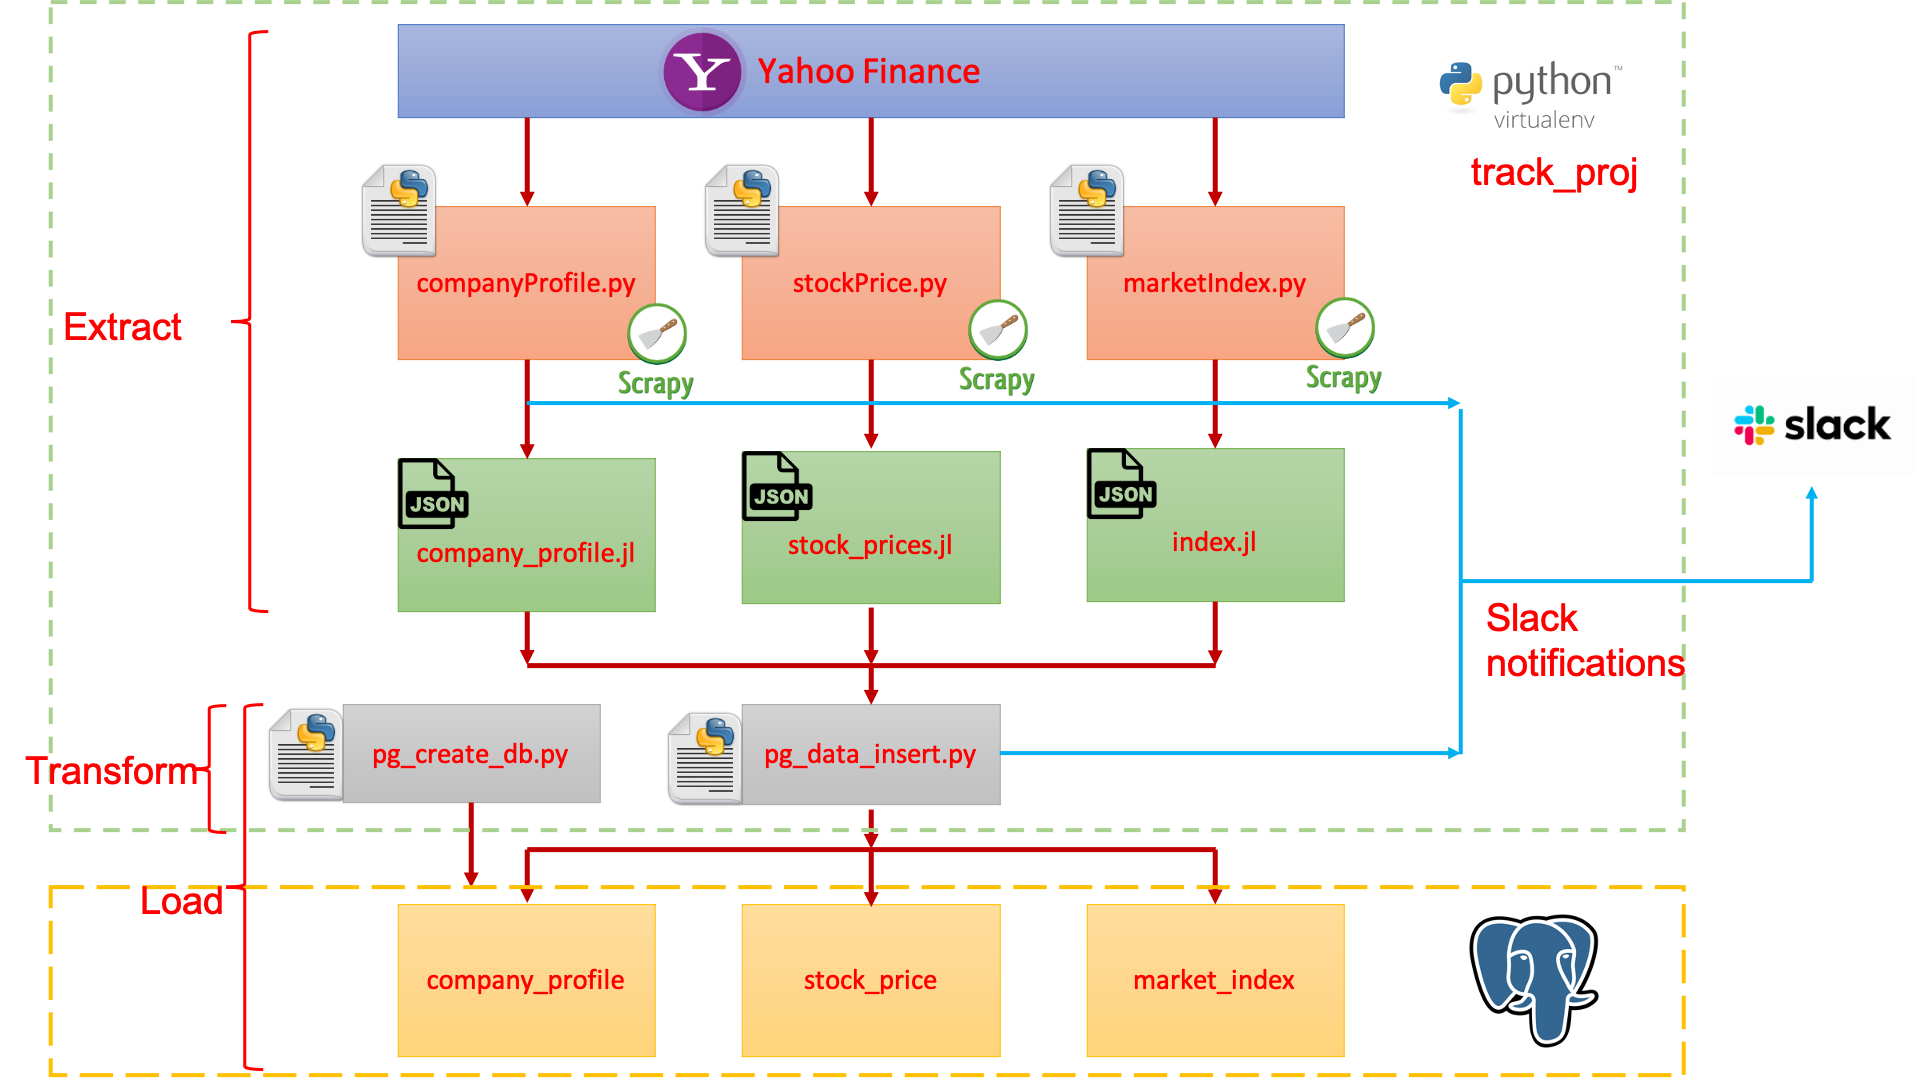 Yahoo Finance
python™
virtualenv
track_proj
companyProfile.py
stockPrice.py
marketIndex.py
Extract
Scrapy
Scrapy
Scrapy
slack
JSON
JSON
JSON
company_profile.jl
stock_prices.jl
index.jl
Slack
notifications
Transform
pg_create_db.py
pg_data_insert.py
Load
company_profile
stock_price
market_index